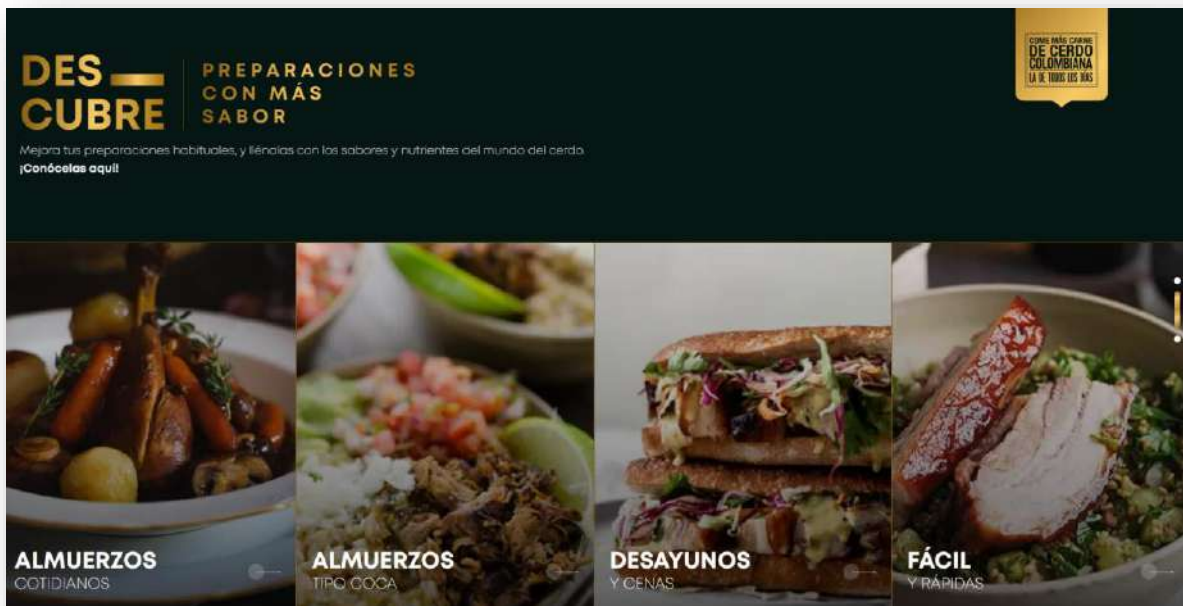 DES
CUBRE
PREPARACIONES
CON MÁS
SABOR
Mejora tus preparaciones habituales, y llénalas con los sabores y nutrientes del mundo del cerdo.
¡Conócelas aquí!
COME MÁS CARNE
DE CERDO
COLOMBIANA
LA DE TODOS LOS DÍAS
ALMUERZOS
COTIDIANOS
ALMUERZOS
TIPO COCA
DESAYUNOS
Y CENAS
FÁCIL
Y RÁPIDAS